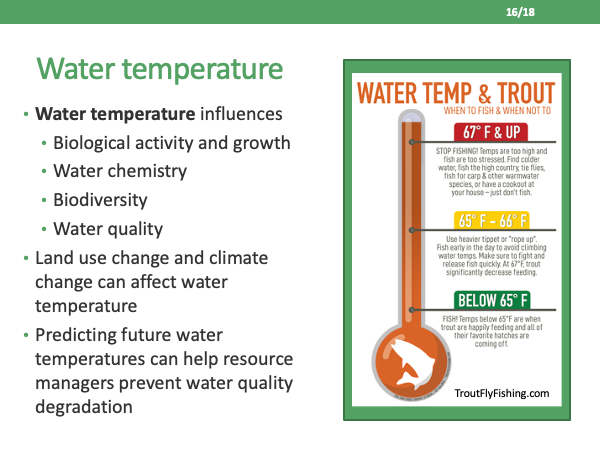 16/18
Water temperature
• Water temperature influences
• Biological activity and growth
• Water chemistry
• Biodiversity
• Water quality
• Land use change and climate
change can affect water
temperature
• Predicting future water
temperatures can help resource
managers prevent water quality
degradation
WATER TEMP & TROUT
WHEN TO FISH & WHEN NOT TO
67° F & UP
STOP FISHING! Temps are too high and
fish are too stressed. Find colder
water, fish the high country, tie flies,
fish for carp & other warmwater
species, or have a cookout at
your house – just don't fish.
65° F – 66° F
Use heavier tippet or "rope up".
Fish early in the day to avoid climbing
water temps. Make sure to fight and
release fish quickly. At 67°F, trout
significantly decrease feeding.
BELOW 65° F
FISH! Temps below 65°F are when
trout are happily feeding and all of
their favorite hatches are
coming off.
TroutFlyFishing.com